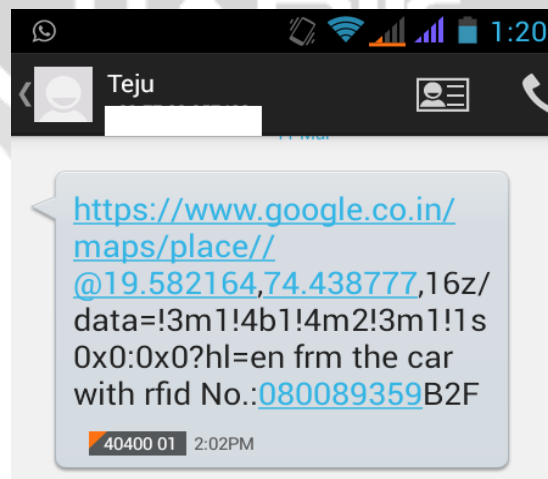 1:20
Teju
https://www.google.co.in/
maps/place//
@19.582164,74.438777,16z/
data=!3m1!4b1!4m2!3m1!1s
0x0:0x0?hl=en frm the car
with rfid No.:080089359B2F
40400 01 2:02PM